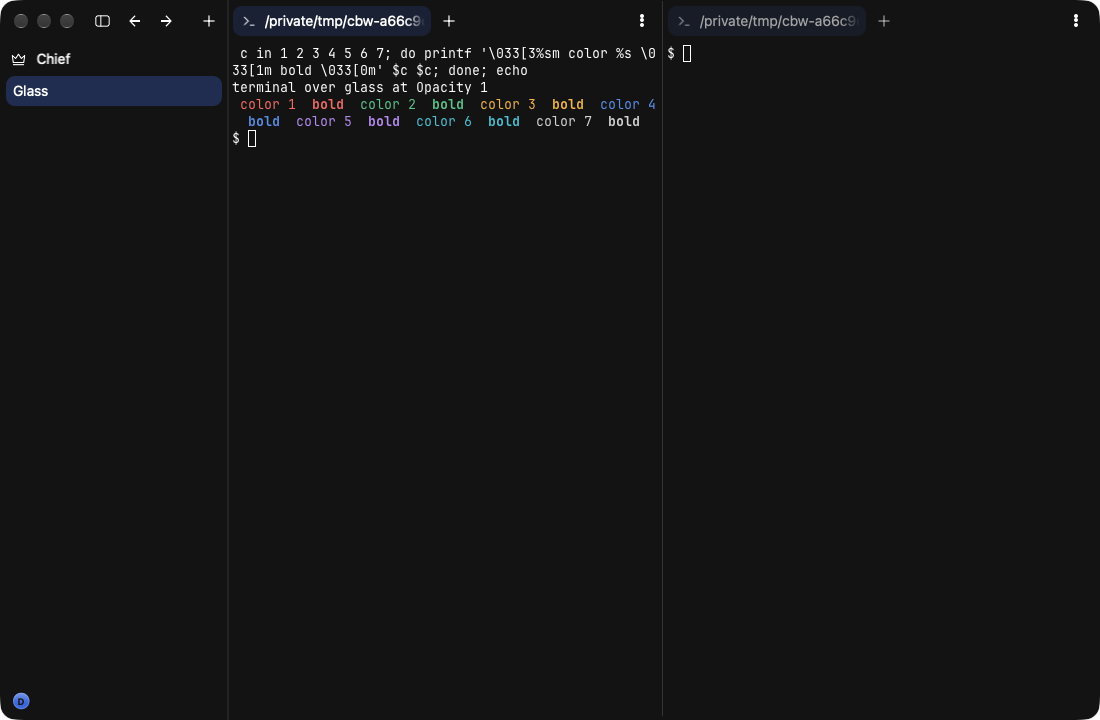 /private/tmp/cbw-a66c9
/private/tmp/cbw-a66c9
Chief
Glass
c in 1 2 3 4 5 6 7; do printf '\033[3%sm color %s \0
33[1m bold \033[0m' $c $c; done; echo
terminal over glass at Opacity 1
color 1  bold  color 2  bold  color 3  bold  color 4
bold  color 5  bold  color 6  bold  color 7  bold
$
$
D